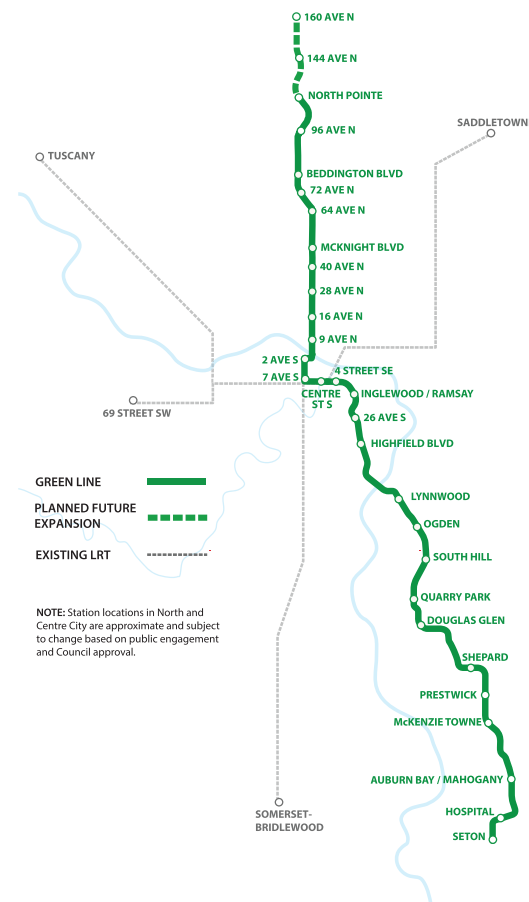 160 AVE N
144 AVE N
NORTH POINTE
96 AVE N
SADDLETOWN
TUSCANY
BEDDINGTON BLVD
72 AVE N
64 AVE N
MCKNIGHT BLVD
40 AVE N
28 AVE N
16 AVE N
9 AVE N
2 AVE S
7 AVE S
4 STREET SE
CENTRE
ST S
INGLEWOOD / RAMSAY
69 STREET SW
26 AVE S
HIGHFIELD BLVD
GREEN LINE
PLANNED FUTURE
EXPANSION
EXISTING LRT
LYNNWOOD
OGDEN
SOUTH HILL
QUARRY PARK
DOUGLAS GLEN
NOTE: Station locations in North and
Centre City are approximate and subject
to change based on public engagement
and Council approval.
SHEPARD
PRESTWICK
McKENZIE TOWNE
AUBURN BAY / MAHOGANY
HOSPITAL
SETON
SOMERSET-
BRIDLEWOOD